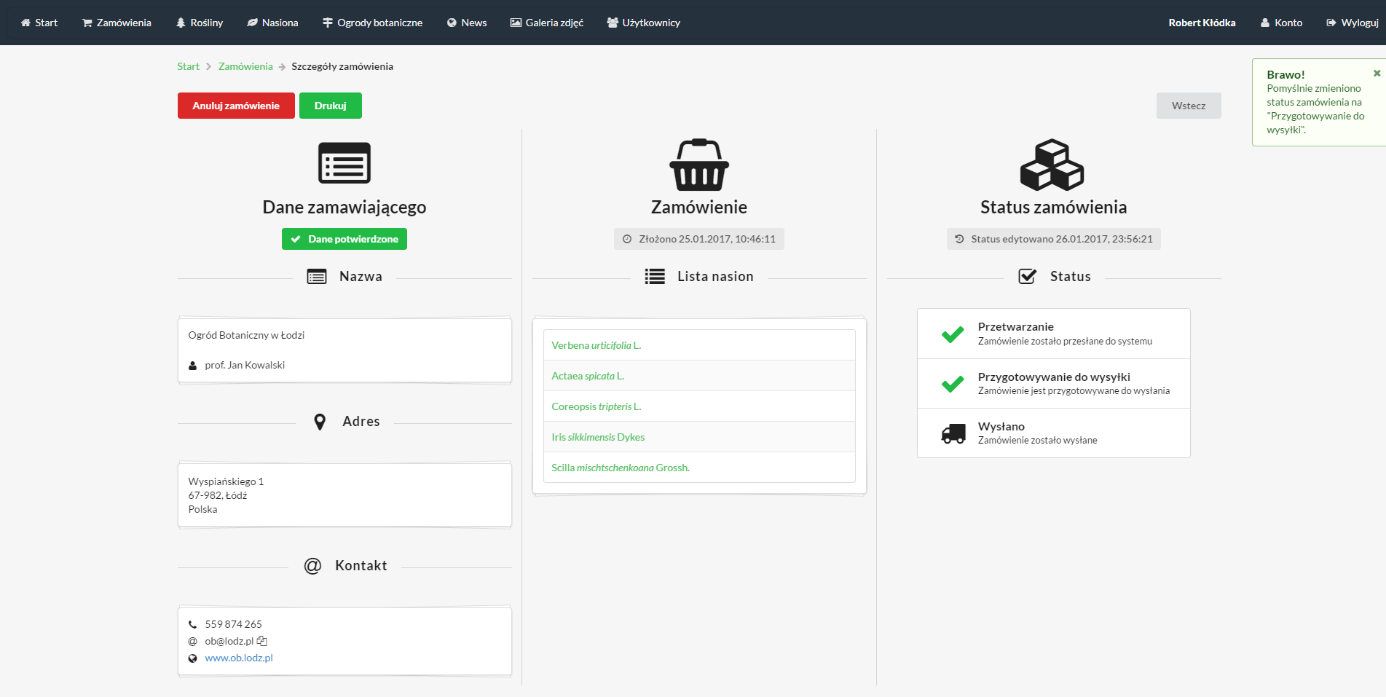 Start Zamówienia Rośliny Nasiona Ogrody botaniczne News Galeria zdjęć Użytkownicy Robert Kłódka Konto Wyloguj
Start Zamówienia Szczegóły zamówienia
Brawo!
Pomyślnie zmieniono
status zamówienia na
"Przygotowywanie do
wysyłki".
Anuluj zamówienie Drukuj Wstecz
Dane zamawiającego
Dane potwierdzone
Nazwa
Ogród Botaniczny w Łodzi
prof. Jan Kowalski
Adres
Wyspiańskiego 1
67-982, Łódź
Polska
Kontakt
559 874 265
@ ob@lodz.pl
www.ob.lodz.pl
Zamówienie
Złożono 25.01.2017, 10:46:11
Lista nasion
Verbena urticifolia L.
Actaea spicata L.
Coreopsis tripteris L.
Iris sikkimensis Dykes
Scilla mischtschenkoana Grossh.
Status zamówienia
Status edytowano 26.01.2017, 23:56:21
Status
Przetwarzanie
Zamówienie zostało przesłane do systemu
Przygotowywanie do wysyłki
Zamówienie jest przygotowywane do wysłania
Wysłano
Zamówienie zostało wysłane